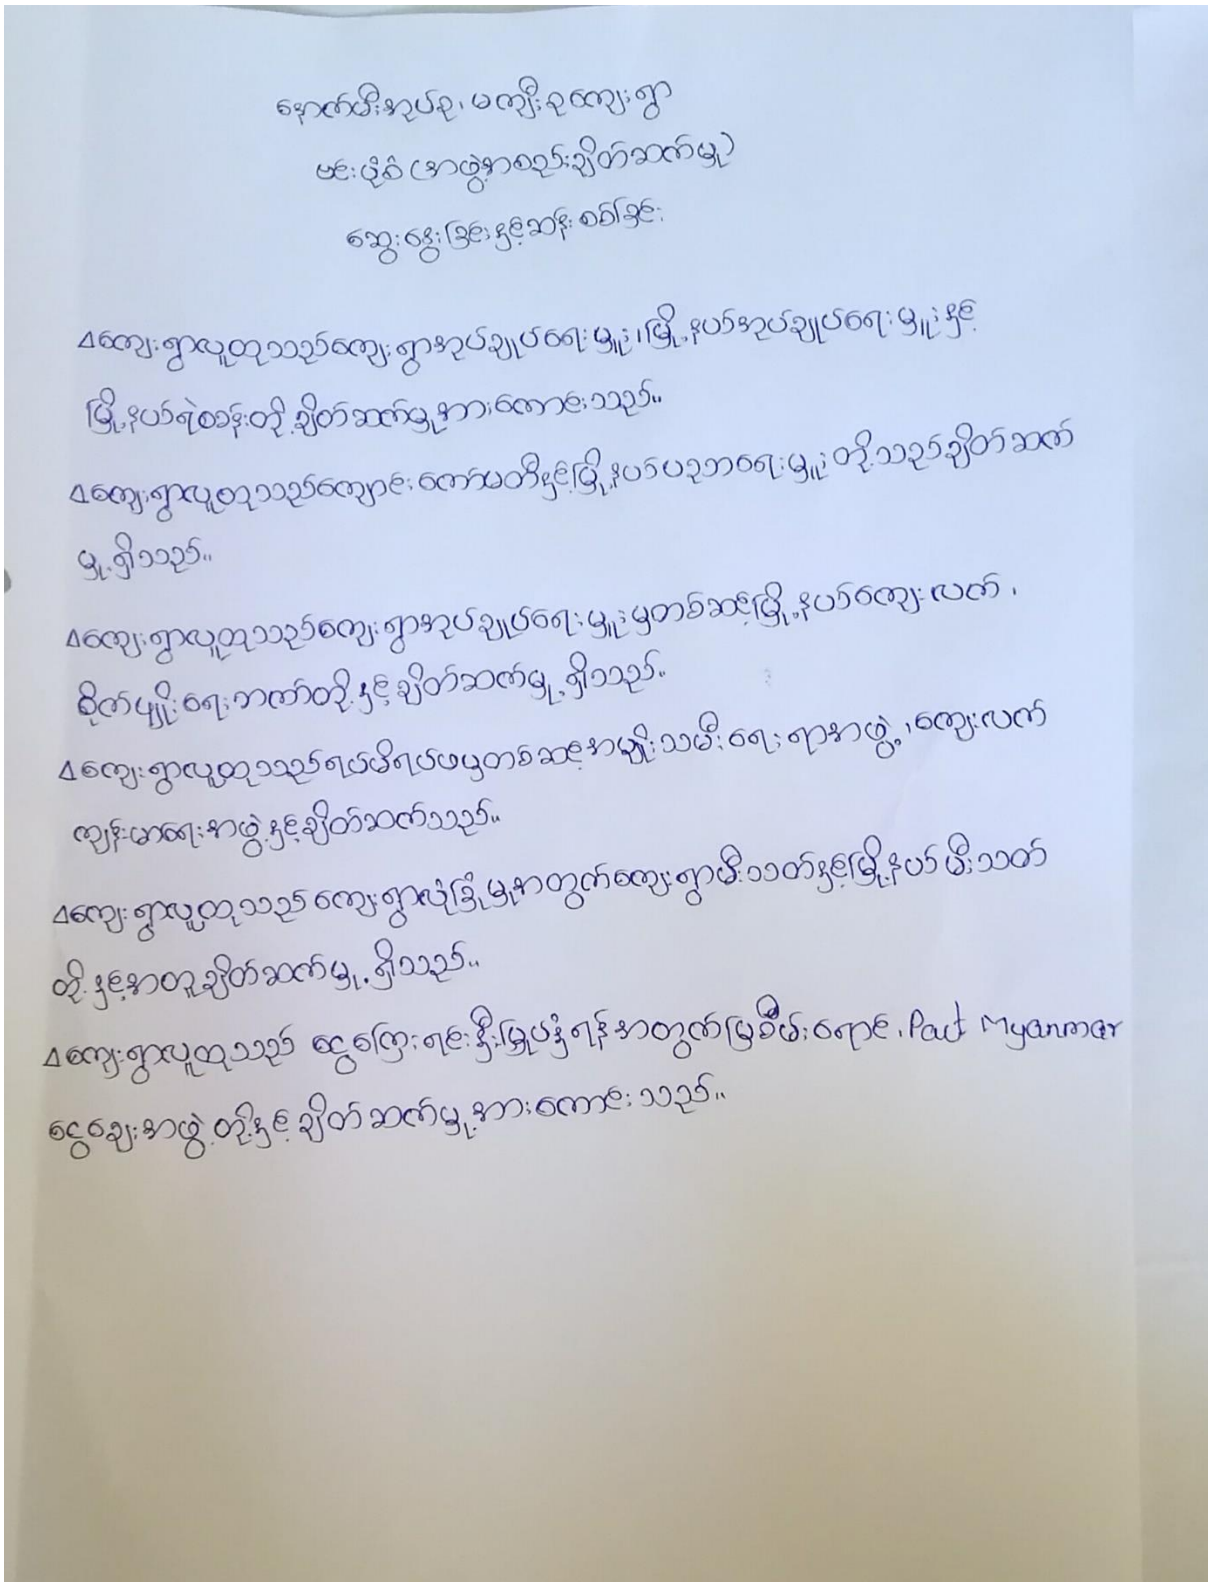 နောက်မီးအုပ်စု၊ မကျီးစုကျေးရွာ
ဗင်းပုံစံ (အဖွဲ့အစည်းချိတ်ဆက်မှု)
ဆွေးနွေးခြင်းနှင့်ဆန်းစစ်ခြင်း
Δကျေးရွာလူထုသည်ကျေးရွာအုပ်ချုပ်ရေးမှူး၊မြို့နယ်အုပ်ချုပ်ရေးမှူးနှင့်
မြို့နယ်ရဲစခန်းတို့ချိတ်ဆက်မှုအားကောင်းသည်။
Δကျေးရွာလူထုသည်ကျောင်းကော်မတီနှင့်မြို့နယ်ပညာရေးမှူးတို့သည်ချိတ်ဆက်
မှု့ရှိသည်။
Δကျေးရွာလူထုသည်ကျေးရွာအုပ်ချုပ်ရေးမှူးမှတစ်ဆင့်မြို့နယ်ကျေးလက်၊
စိုက်ပျိုးရေးဘဏ်တို့နှင့်ချိတ်ဆက်မှု့ရှိသည်။
Δကျေးရွာလူထုသည်ရပ်မိရပ်ဖမှတစ်ဆင့်အမျိုးသမီးရေးရာအဖွဲ့၊ကျေးလက်
ကျန်းမာရေးအဖွဲ့နှင့်ချိတ်ဆက်သည်။
Δကျေးရွာလူထုသည် ကျေးရွာလုံခြုံမှုအတွက်ကျေးရွာမီးသတ်နှင့်မြို့နယ်မီးသတ်
တို့နှင့်အတူချိတ်ဆက်မှု့ရှိသည်။
Δကျေးရွာလူထုသည် ငွေကြေးရင်းနှီးမြှုပ်နှံရန်အတွက်မြစိမ်းရောင်၊ Pact Myanmar
ငွေချေးအဖွဲ့တို့နှင့်ချိတ်ဆက်မှု့အားကောင်းသည်။